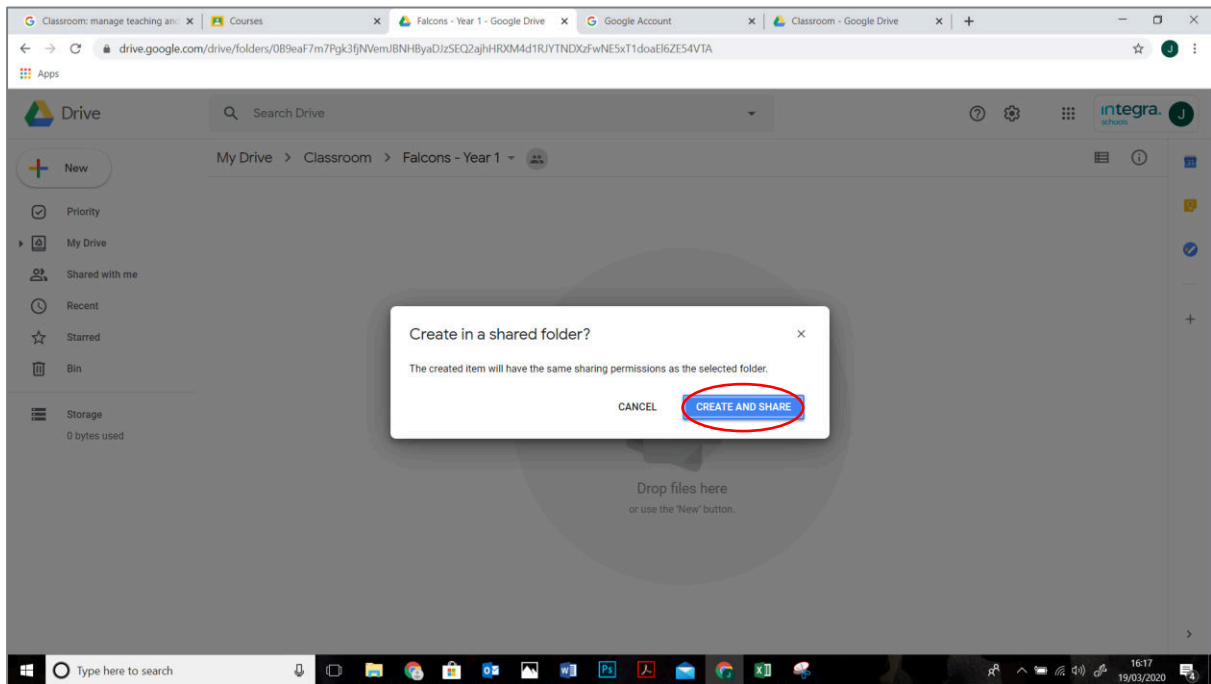 Classroom: manage teaching and
Courses
Falcons - Year 1 - Google Drive
Google Account
Classroom - Google Drive
drive.google.com/drive/folders/0B9eaF7m7Pgk3fjNVemJBNHByaDJzSEQ2ajhHRXM4d1RJYTNDXzFwNE5xT1doaEl6ZE54VTA
J
Apps
Drive
Search Drive
integra.
schools
J
New
My Drive > Classroom > Falcons - Year 1
Priority
My Drive
Shared with me
Recent
Starred
Bin
Storage
0 bytes used
Create in a shared folder?
The created item will have the same sharing permissions as the selected folder.
CANCEL
CREATE AND SHARE
Drop files here
or use the 'New' button.
Type here to search
16:17
19/03/2020